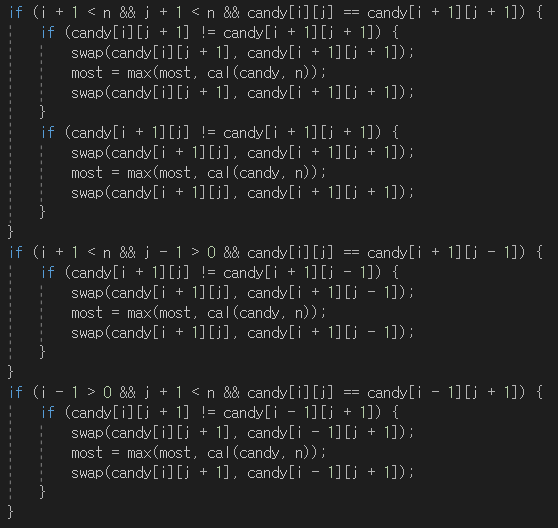 if (i + 1 < n && j + 1 < n && candy[i][j] == candy[i + 1][j + 1]) {
if (candy[i][j + 1] != candy[i + 1][j + 1]) {
swap(candy[i][j + 1], candy[i + 1][j + 1]);
most = max(most, cal(candy, n));
swap(candy[i][j + 1], candy[i + 1][j + 1]);
}
if (candy[i + 1][j] != candy[i + 1][j + 1]) {
swap(candy[i + 1][j], candy[i + 1][j + 1]);
most = max(most, cal(candy, n));
swap(candy[i + 1][j], candy[i + 1][j + 1]);
}
}
if (i + 1 < n && j - 1 > 0 && candy[i][j] == candy[i + 1][j - 1]) {
if (candy[i + 1][j] != candy[i + 1][j - 1]) {
swap(candy[i + 1][j], candy[i + 1][j - 1]);
most = max(most, cal(candy, n));
swap(candy[i + 1][j], candy[i + 1][j - 1]);
}
}
if (i - 1 > 0 && j + 1 < n && candy[i][j] == candy[i - 1][j + 1]) {
if (candy[i][j + 1] != candy[i - 1][j + 1]) {
swap(candy[i][j + 1], candy[i - 1][j + 1]);
most = max(most, cal(candy, n));
swap(candy[i][j + 1], candy[i - 1][j + 1]);
}
}